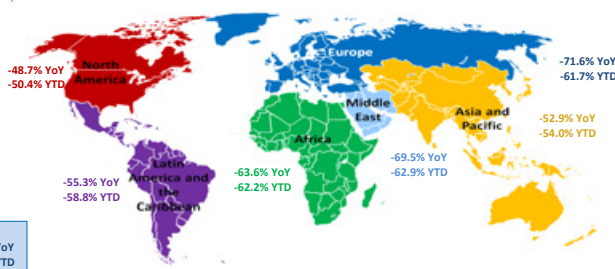 Europe
-71.6% YoY
-61.7% YTD
North
America
-48.7% YoY
-50.4% YTD
Middle
East
Asia and
Pacific
-52.9% YoY
-54.0% YTD
Africa
-69.5% YoY
-62.9% YTD
Latin
America and
the
Caribbean
-63.6% YoY
-62.2% YTD
-55.3% YoY
-58.8% YTD
YoY
YTD